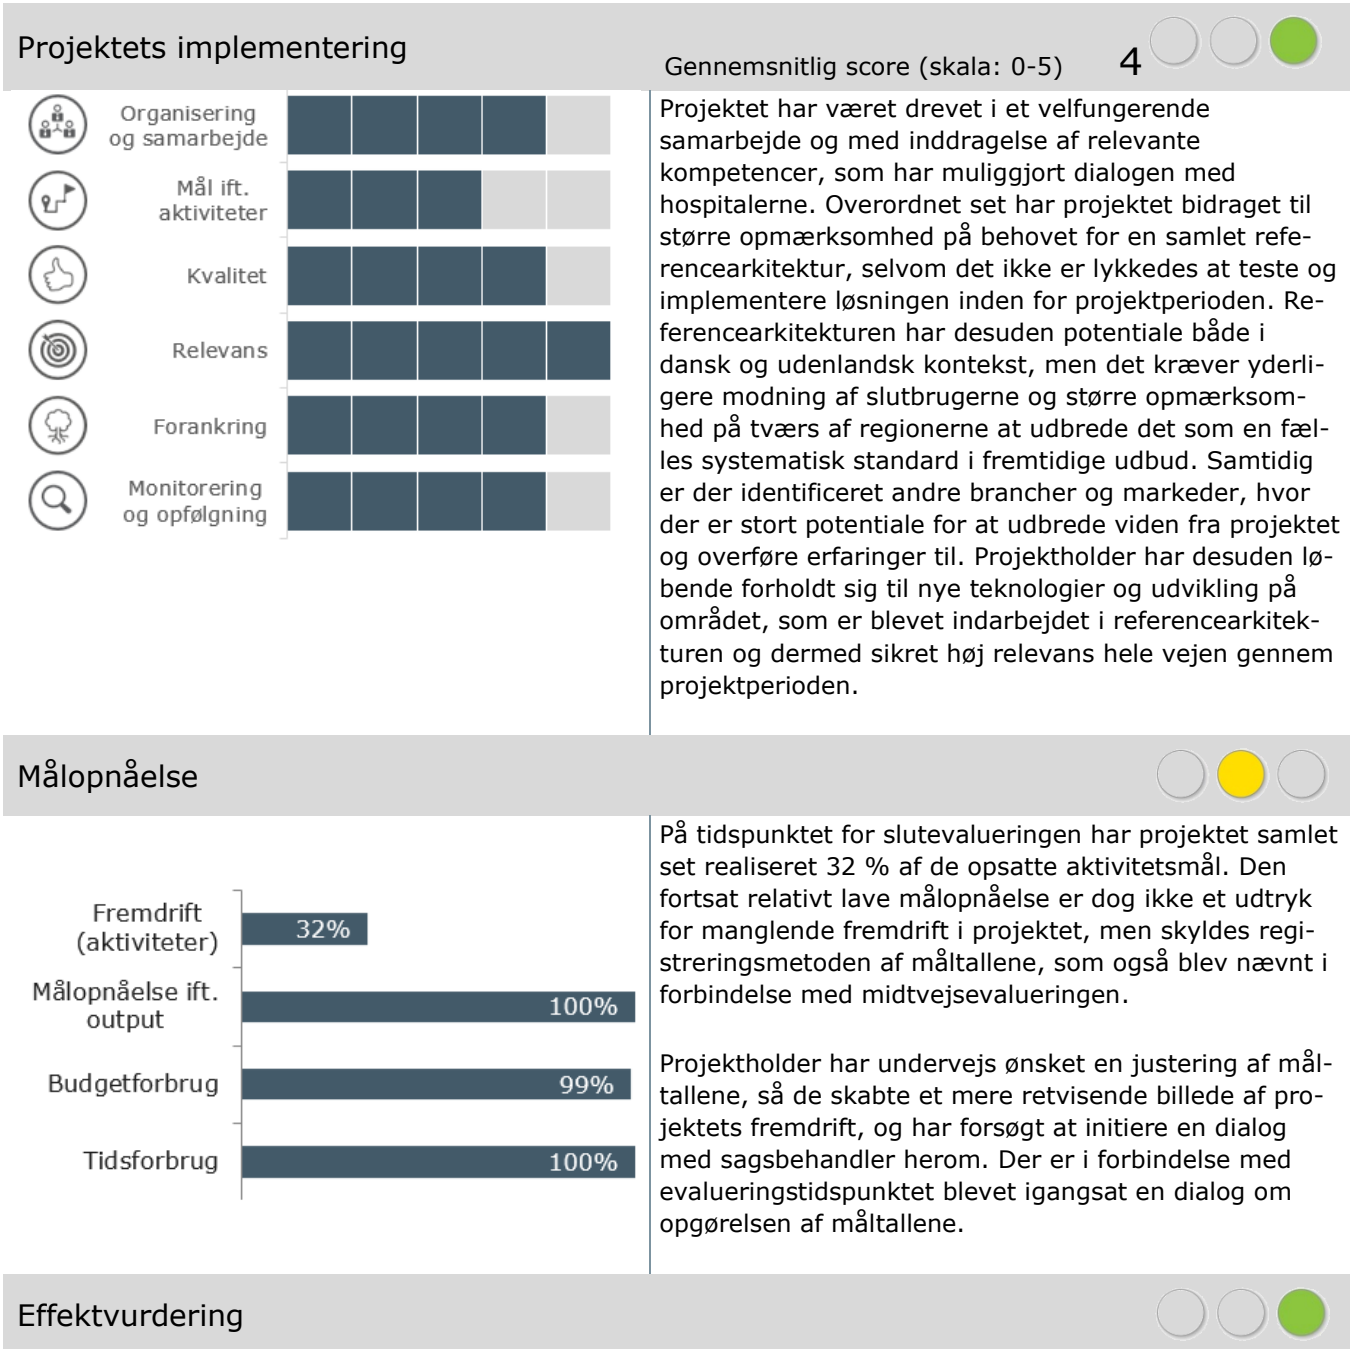 Projektets implementering
Gennemsnitlig score (skala: 0-5) 4
Organisering
og samarbejde
Mål ift.
aktiviteter
Kvalitet
Relevans
Forankring
Monitorering
og opfølgning
Projektet har været drevet i et velfungerende
samarbejde og med inddragelse af relevante
kompetencer, som har muliggjort dialogen med
hospitalerne. Overordnet set har projektet bidraget til
større opmærksomhed på behovet for en samlet refe-
rencearkitektur, selvom det ikke er lykkedes at teste og
implementere løsningen inden for projektperioden. Re-
ferencearkitekturen har desuden potentiale både i
dansk og udenlandsk kontekst, men det kræver yderli-
gere modning af slutbrugerne og større opmærksom-
hed på tværs af regionerne at udbrede det som en fæl-
les systematisk standard i fremtidige udbud. Samtidig
er der identificeret andre brancher og markeder, hvor
der er stort potentiale for at udbrede viden fra projektet
og overføre erfaringer til. Projektholder har desuden lø-
bende forholdt sig til nye teknologier og udvikling på
området, som er blevet indarbejdet i referencearkitek-
turen og dermed sikret høj relevans hele vejen gennem
projektperioden.
Målopnåelse
Fremdrift
(aktiviteter)
32%
Målopnåelse ift.
output
100%
Budgetforbrug
99%
Tidsforbrug
100%
På tidspunktet for slutevalueringen har projektet samlet
set realiseret 32 % af de opsatte aktivitetsmål. Den
fortsat relativt lave målopnåelse er dog ikke et udtryk
for manglende fremdrift i projektet, men skyldes regi-
streringsmetoden af måltallene, som også blev nævnt i
forbindelse med midtvejsevalueringen.
Projektholder har undervejs ønsket en justering af mål-
tallene, så de skabte et mere retvisende billede af pro-
jektets fremdrift, og har forsøgt at initiere en dialog
med sagsbehandler herom. Der er i forbindelse med
evalueringstidspunktet blevet igangsat en dialog om
opgørelsen af måltallene.
Effektvurdering